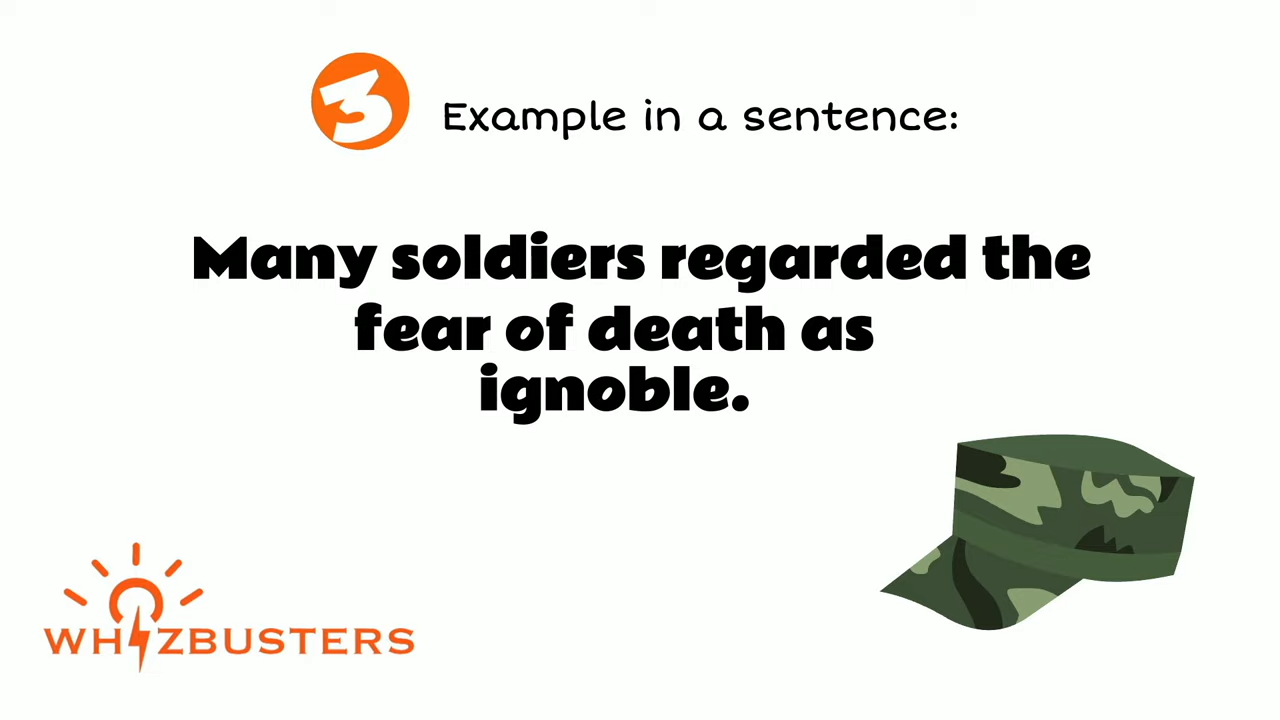 3 Example in a sentence:
Many soldiers regarded the
fear of death as
ignoble.
WHIZBUSTERS